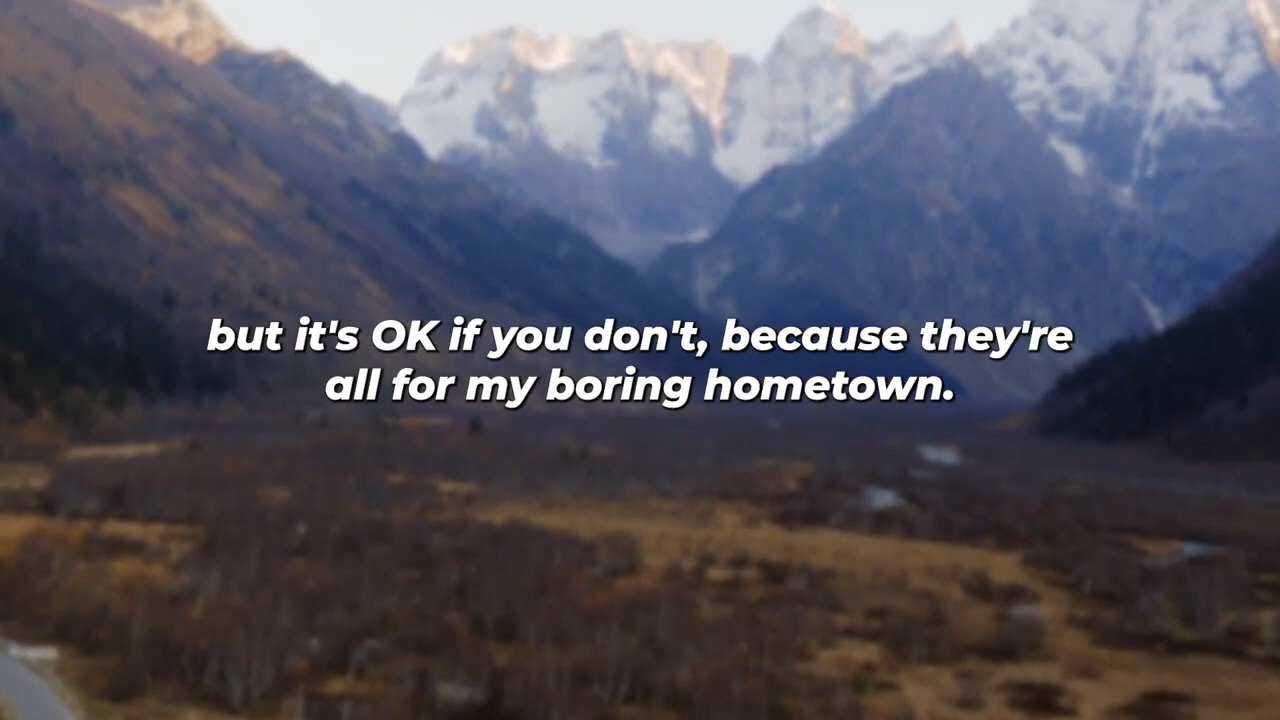 but it's OK if you don't, because they're
all for my boring hometown.